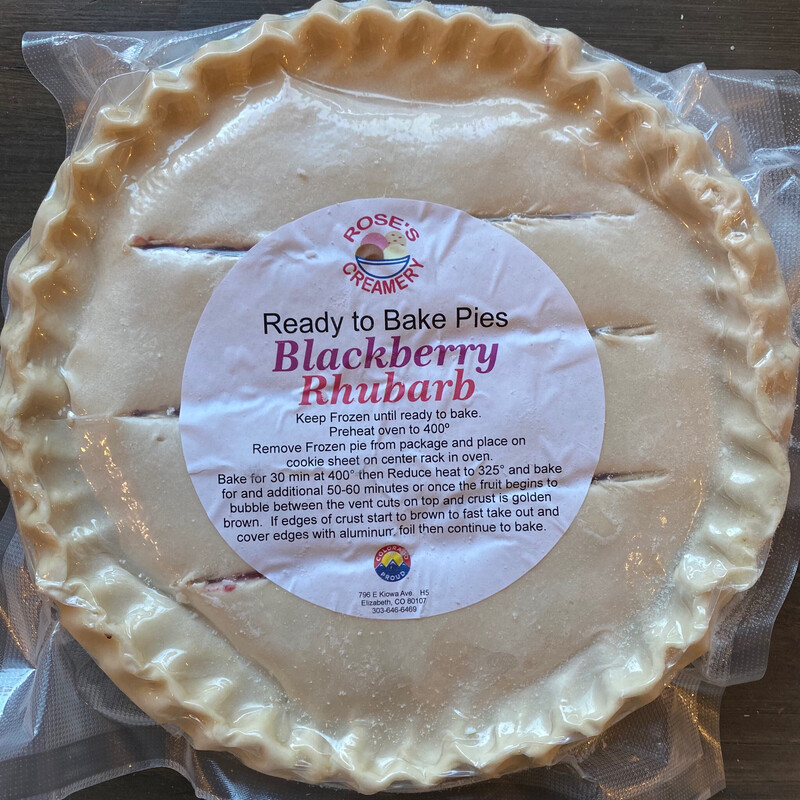 ROSE'S
CREAMERY
Ready to Bake Pies
Blackberry
Rhubarb
Keep Frozen until ready to bake.
Preheat oven to 400º
Remove Frozen pie from package and place on
cookie sheet on center rack in oven.
Bake for 30 min at 400° then Reduce heat to 325° and bake
for and additional 50-60 minutes or once the fruit begins to
bubble between the vent cuts on top and crust is golden
brown. If edges of crust start to brown to fast take out and
cover edges with aluminum foil then continue to bake.
COLORADO
PROUD
796 E Kiowa Ave. H5
Elizabeth, CO 80107
303-646-6469